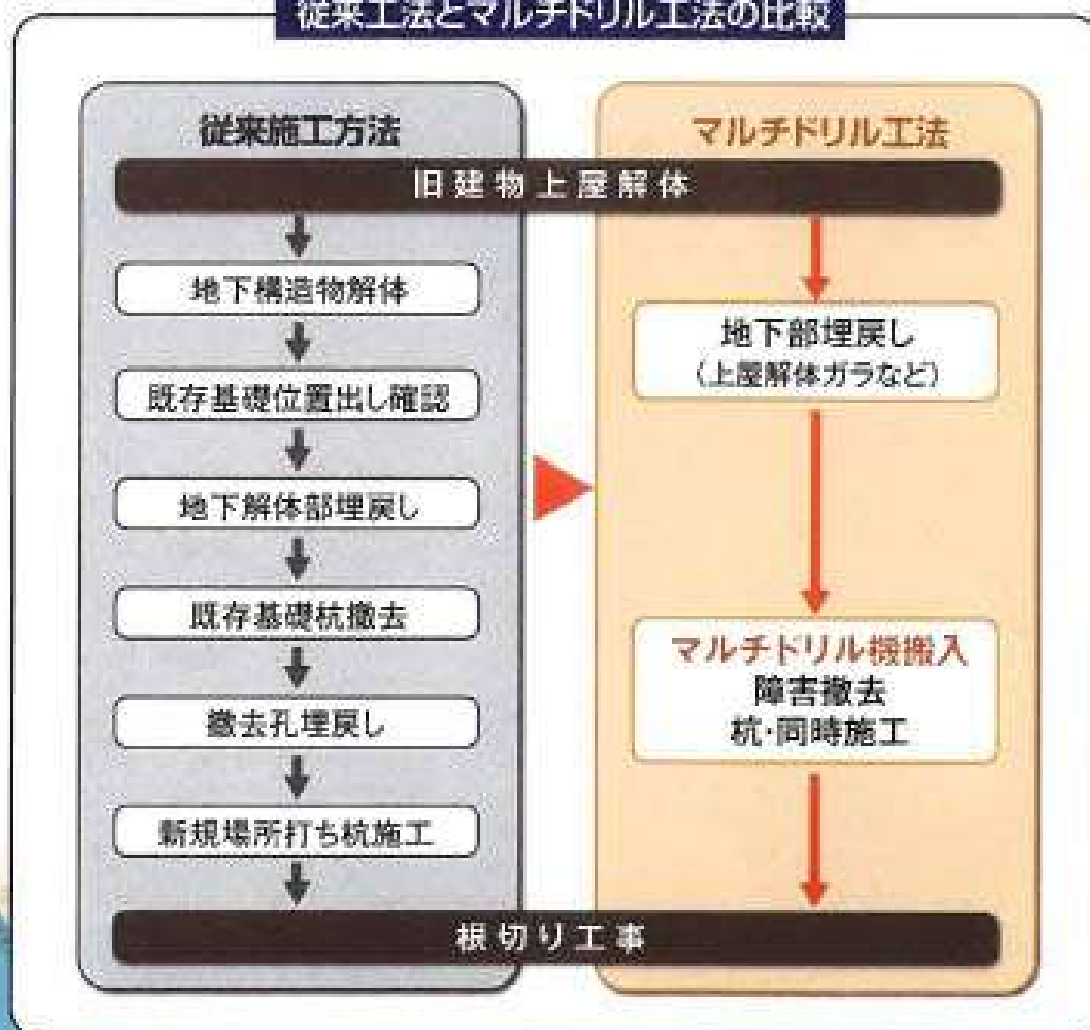 従来工法とマルチドリル工法の比較
従来施工方法
マルチドリル工法
旧建物上屋解体
地下構造物解体
既存基礎位置出し確認
地下解体部埋戻し
既存基礎杭撤去
撤去孔埋戻し
新規場所打ち杭施工
地下部埋戻し
（上屋解体ガラなど）
マルチドリル機搬入
障害撤去
杭・同時施工
根切り工事